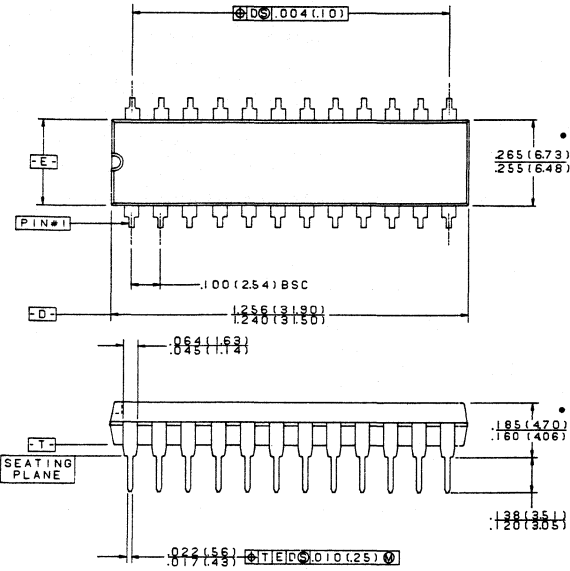 ⌖ D Ⓢ .004(.10)
-E-
.265(6.73)
.255(6.48)
PIN#1
.100(2.54)BSC
-D-
1.256(31.90)
1.240(31.50)
.064(1.63)
.045(1.14)
.185(4.70)
.160(4.06)
-T-
SEATING
PLANE
.138(3.51)
.120(3.05)
.022(.56)
.017(.43)
⌖ T E D Ⓢ .010(.25) Ⓜ